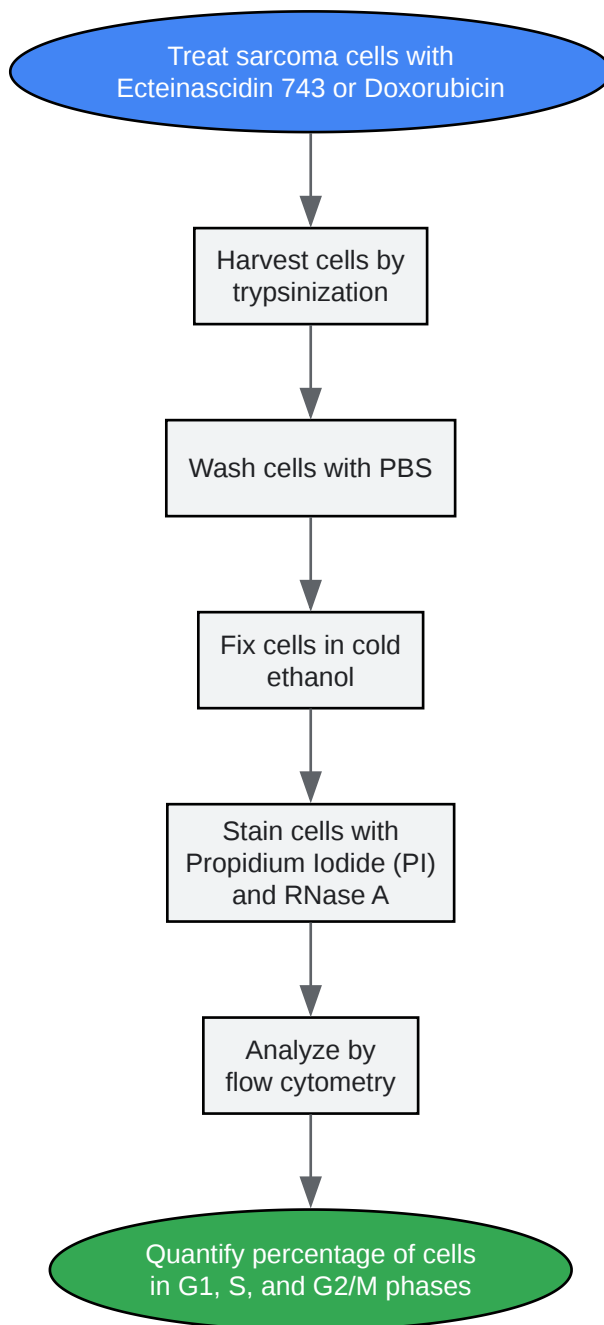 Treat sarcoma cells with
Ecteinascidin 743 or Doxorubicin
Harvest cells by
trypsinization
Wash cells with PBS
Fix cells in cold
ethanol
Stain cells with
Propidium Iodide (PI)
and RNase A
Analyze by
flow cytometry
Quantify percentage of cells
in G1, S, and G2/M phases